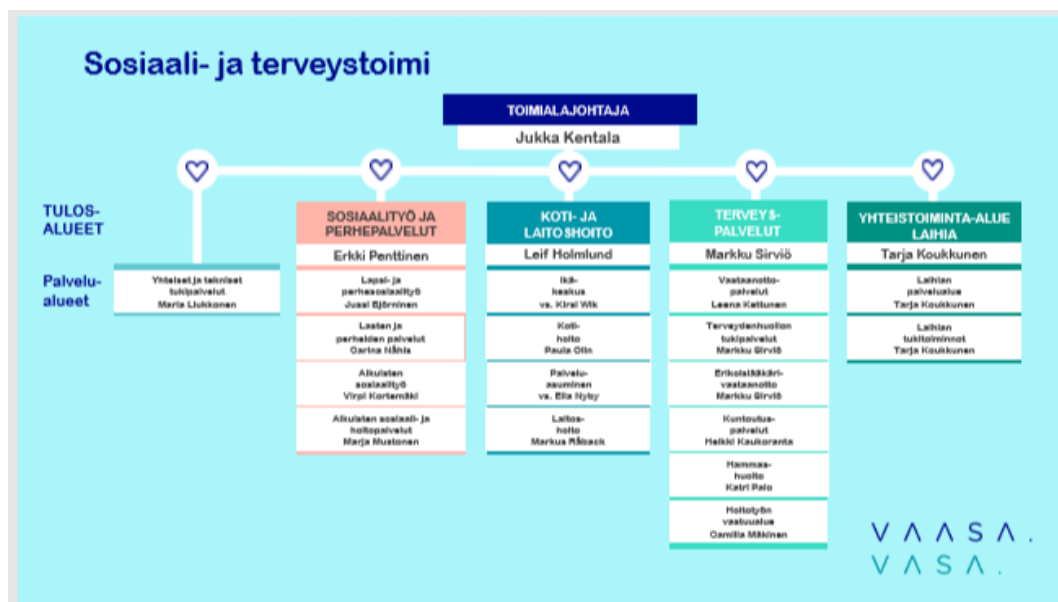 Sosiaali- ja terveystoimi
TOIMIALAJOHTAJA
Jukka Kentala
TULOS-
ALUEET
SOSIAALITYÖ JA
PERHEPALVELUT
Erkki Penttinen
KOTI- JA
LAITOSHOITO
Leif Holmlund
TERVEYS-
PALVELUT
Markku Sirviö
YHTEISTOIMINTA-ALUE
LAIHIA
Tarja Koukkunen
Palvelu-
alueet
Yhteiset ja tekniset
tukipalvelut
Maria Liukkonen
Lapsi- ja
perhesosiaalityö
Jussi Björninen
Lasten ja
perheiden palvelut
Carina Nåhls
Aikuisten
sosiaalityö
Virpi Kortemäki
Aikuisten sosiaali- ja
hoitopalvelut
Marja Mustonen
Ikä-
keskus
vs. Kirsi Wik
Koti-
hoito
Paula Olin
Palvelu-
asuminen
vs. Elia Nyby
Laitos-
hoito
Markus Råback
Vastaanotto-
palvelut
Leena Kettunen
Terveydenhuollon
tukipalvelut
Markku Sirviö
Erikoislääkäri-
vastaanotto
Markku Sirviö
Kuntoutus-
palvelut
Heikki Kaukoranta
Hammas-
huolto
Katri Palo
Hoitotyön
vastuualue
Camilla Mäkinen
Laihian
palvelualue
Tarja Koukkunen
Laihian
tukitoiminnot
Tarja Koukkunen
VAASA.
VASA.